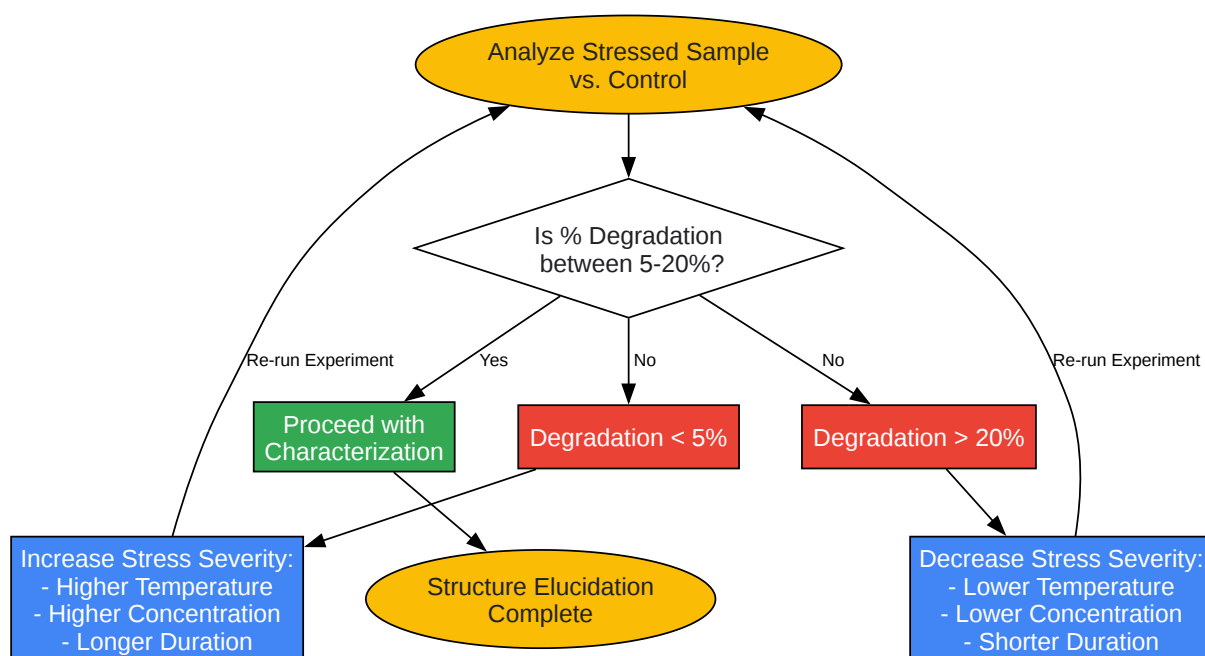 Analyze Stressed Sample
vs. Control
Is % Degradation
between 5-20%?
Re-run Experiment
Yes
No
No
Re-run Experiment
Proceed with
Characterization
Degradation < 5%
Degradation > 20%
Increase Stress Severity:
- Higher Temperature
- Higher Concentration
- Longer Duration
Structure Elucidation
Complete
Decrease Stress Severity:
- Lower Temperature
- Lower Concentration
- Shorter Duration